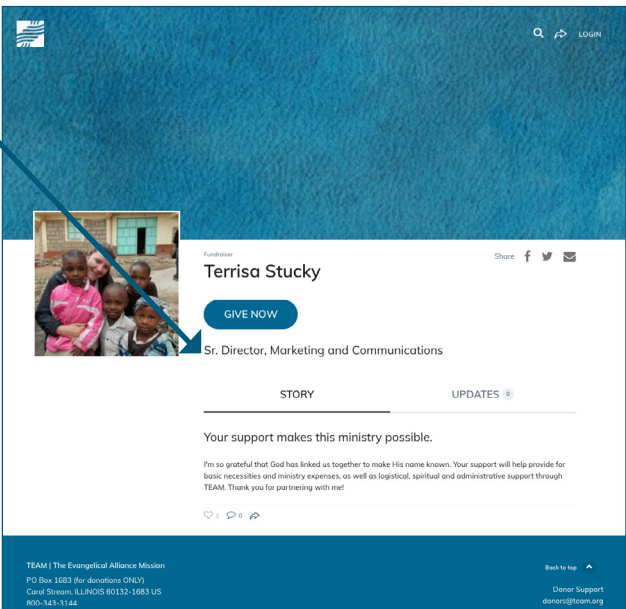 LOGIN
Fundraiser
Share
Terrisa Stucky
GIVE NOW
Sr. Director, Marketing and Communications
STORY
UPDATES 0
Your support makes this ministry possible.
I'm so grateful that God has linked us together to make His name known. Your support will help provide for
basic necessities and ministry expenses, as well as logistical, spiritual and administrative support through
TEAM. Thank you for partnering with me!
0 0
TEAM | The Evangelical Alliance Mission
Back to top
PO Box 1683 (for donations ONLY)
Carol Stream, ILLINOIS 60132-1683 US
Donor Support
800-343-3144
donors@team.org